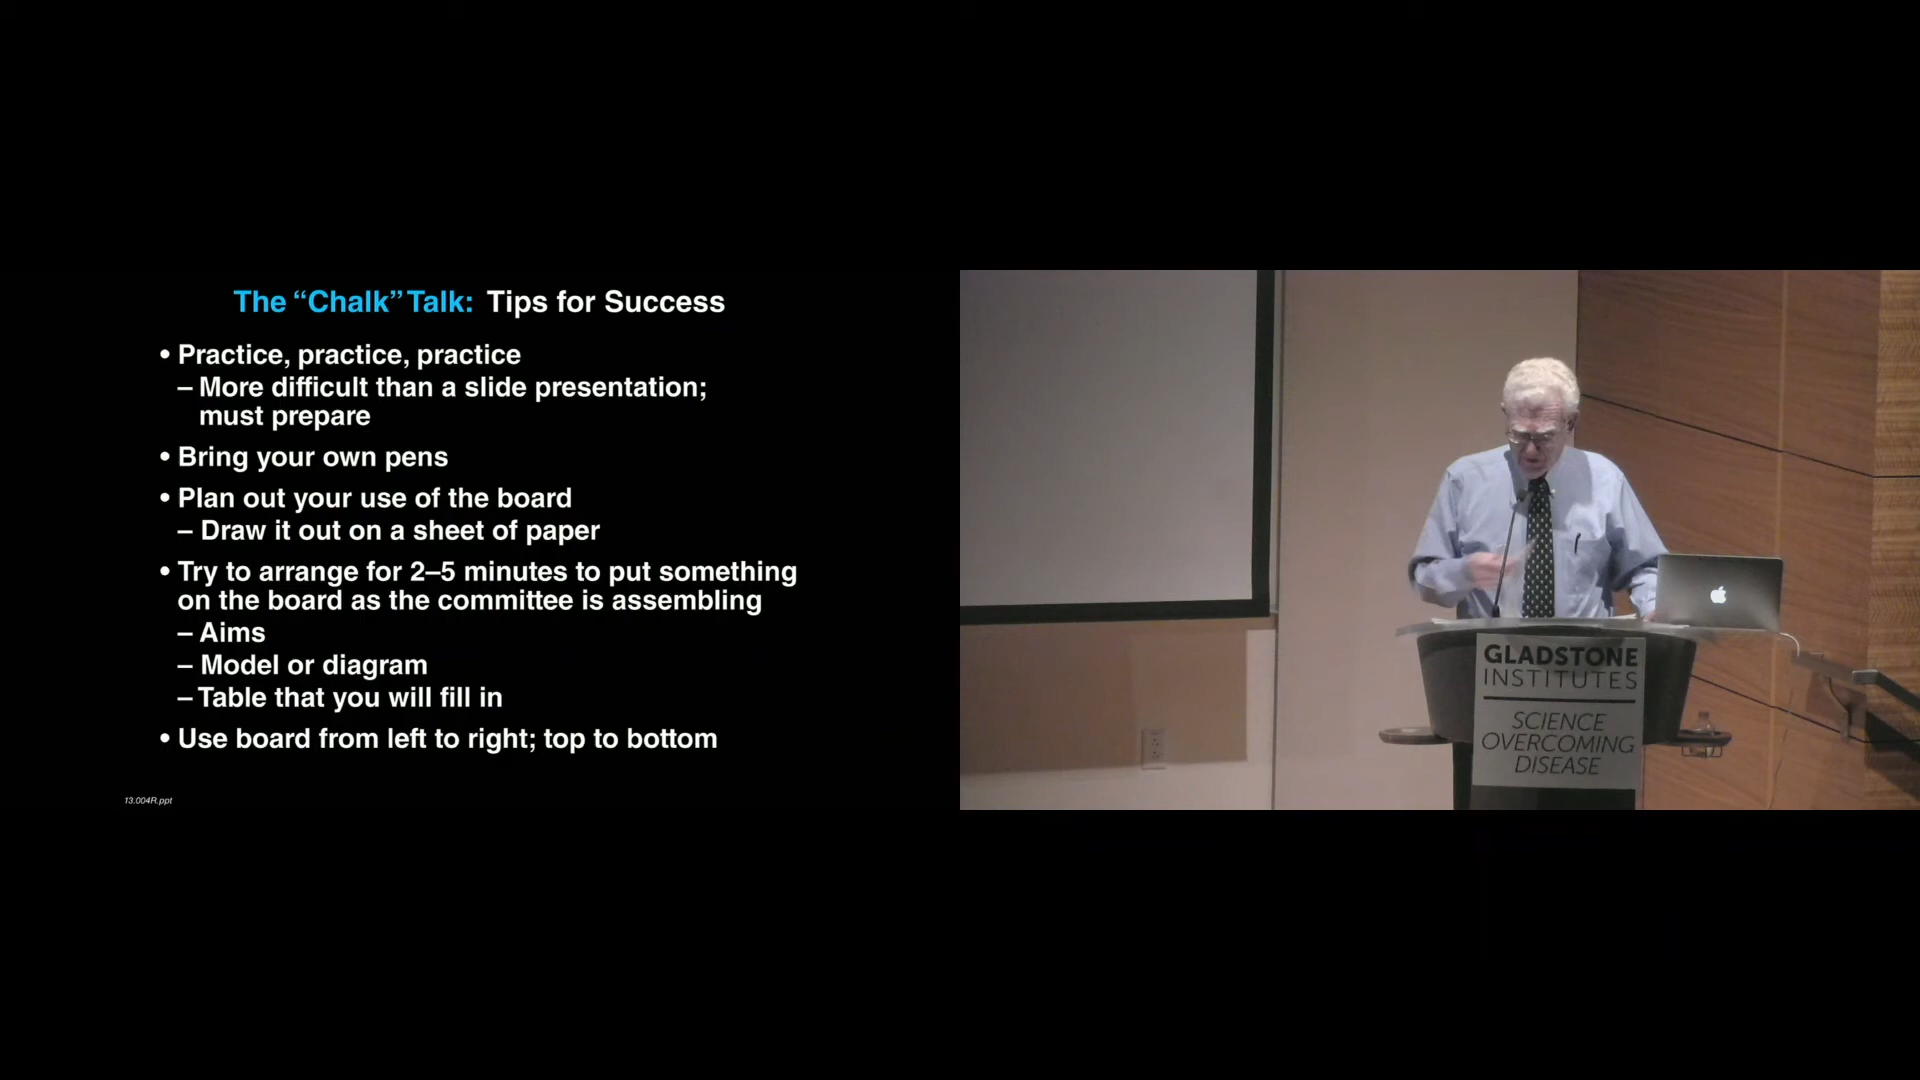 The “Chalk” Talk: Tips for Success
• Practice, practice, practice
– More difficult than a slide presentation;
must prepare
• Bring your own pens
• Plan out your use of the board
– Draw it out on a sheet of paper
• Try to arrange for 2–5 minutes to put something
on the board as the committee is assembling
– Aims
– Model or diagram
– Table that you will fill in
• Use board from left to right; top to bottom
13.004R.ppt
GLADSTONE
INSTITUTES
SCIENCE
OVERCOMING
DISEASE